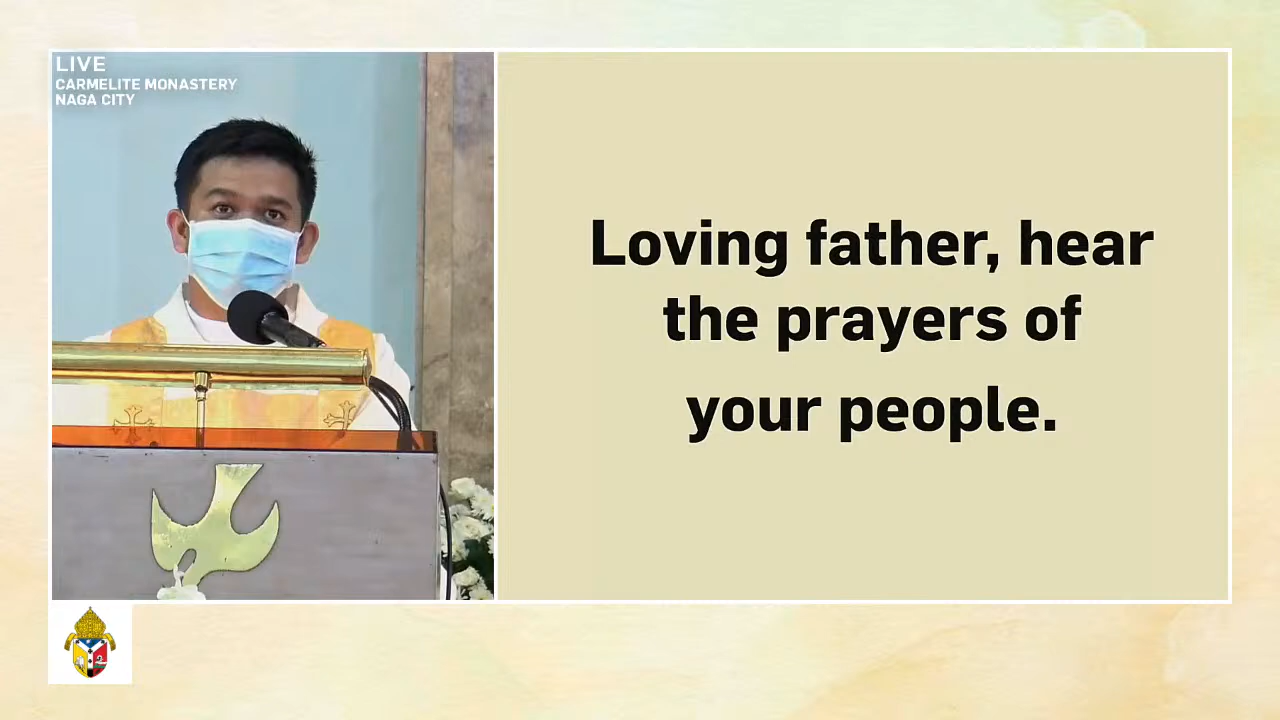 LIVE
CARMELITE MONASTERY
NAGA CITY
Loving father, hear
the prayers of
your people.